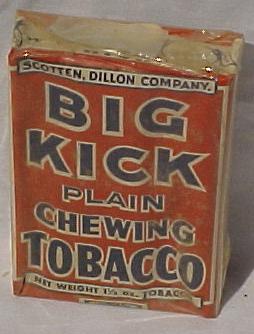 SCOTTEN, DILLON COMPANY.
BIG
KICK
PLAIN
CHEWING
TOBACCO
NET WEIGHT 1½ OZ. TOBACCO